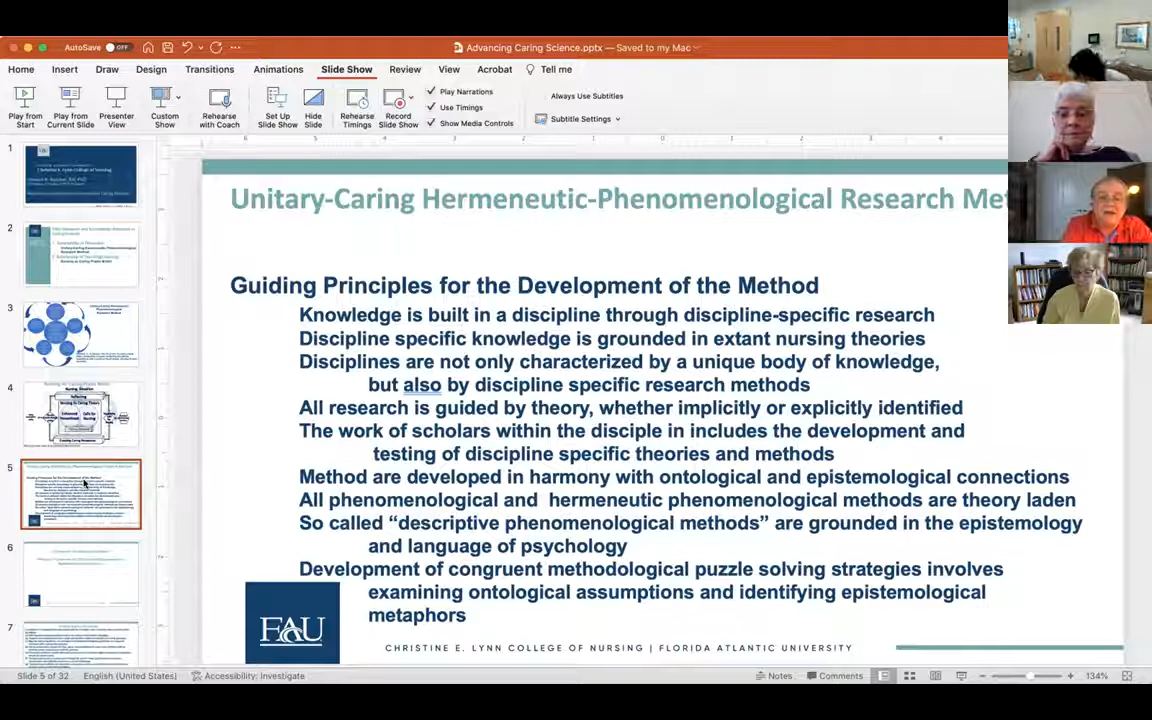 AutoSave OFF
Advancing Caring Science.pptx — Saved to my Mac
Home Insert Draw Design Transitions Animations Slide Show Review View Acrobat Tell me
Play from Start
Play from Current Slide
Presenter View
Custom Show
Rehearse with Coach
Set Up Slide Show
Hide Slide
Rehearse Timings
Record Slide Show
Play Narrations
Use Timings
Show Media Controls
Always Use Subtitles
Subtitle Settings
1
2
3
4
5
6
7
Unitary-Caring Hermeneutic-Phenomenological Research Met
Guiding Principles for the Development of the Method
Knowledge is built in a discipline through discipline-specific research
Discipline specific knowledge is grounded in extant nursing theories
Disciplines are not only characterized by a unique body of knowledge,
but also by discipline specific research methods
All research is guided by theory, whether implicitly or explicitly identified
The work of scholars within the disciple in includes the development and
testing of discipline specific theories and methods
Method are developed in harmony with ontological and epistemological connections
All phenomenological and hermeneutic phenomenological methods are theory laden
So called “descriptive phenomenological methods” are grounded in the epistemology
and language of psychology
Development of congruent methodological puzzle solving strategies involves
examining ontological assumptions and identifying epistemological
metaphors
FAU
CHRISTINE E. LYNN COLLEGE OF NURSING | FLORIDA ATLANTIC UNIVERSITY
Slide 5 of 32 English (United States) Accessibility: Investigate Notes Comments 134%